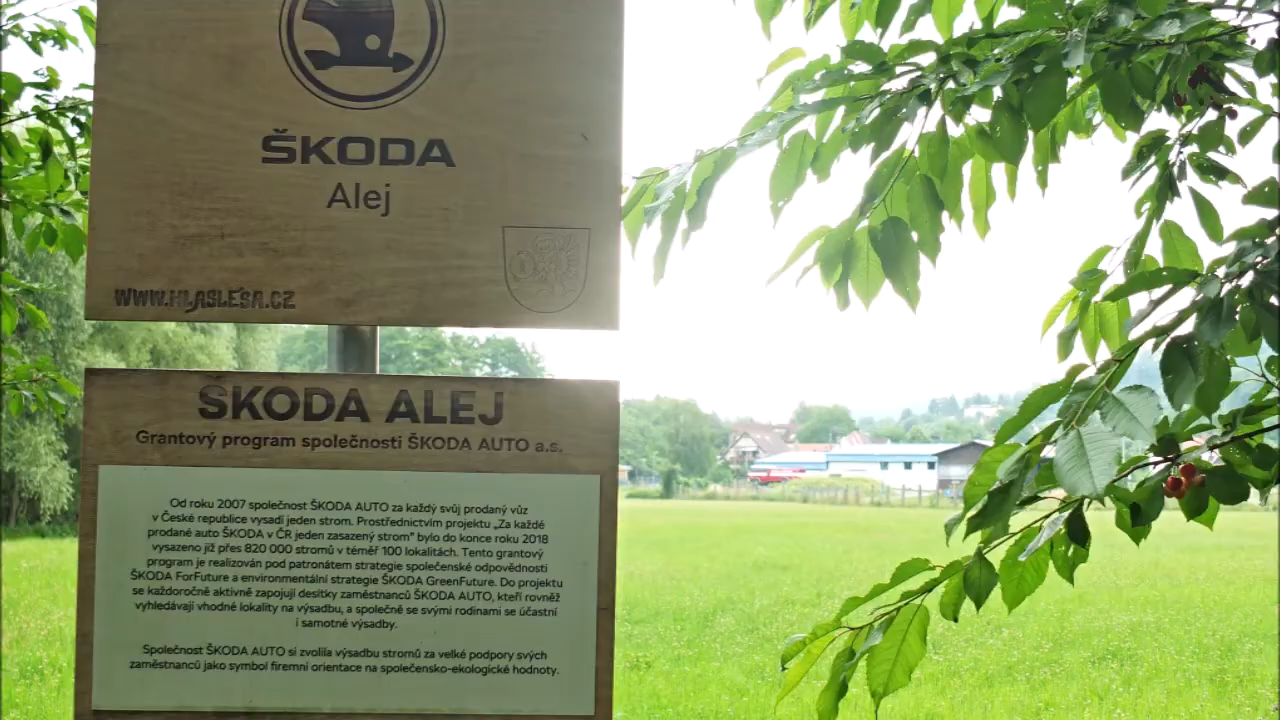 ŠKODA
Alej
WWW.HLASLESA.CZ
ŠKODA ALEJ
Grantový program společnosti ŠKODA AUTO a.s.
Od roku 2007 společnost ŠKODA AUTO za každý svůj prodaný vůz
v České republice vysadí jeden strom. Prostřednictvím projektu „Za každé
prodané auto ŠKODA v ČR jeden zasazený strom" bylo do konce roku 2018
vysazeno již přes 820 000 stromů v téměř 100 lokalitách. Tento grantový
program je realizován pod patronátem strategie společenské odpovědnosti
ŠKODA ForFuture a environmentální strategie ŠKODA GreenFuture. Do projektu
se každoročně aktivně zapojují desítky zaměstnanců ŠKODA AUTO, kteří rovněž
vyhledávají vhodné lokality na výsadbu, a společně se svými rodinami se účastní
i samotné výsadby.
Společnost ŠKODA AUTO si zvolila výsadbu stromů za velké podpory svých
zaměstnanců jako symbol firemní orientace na společensko-ekologické hodnoty.